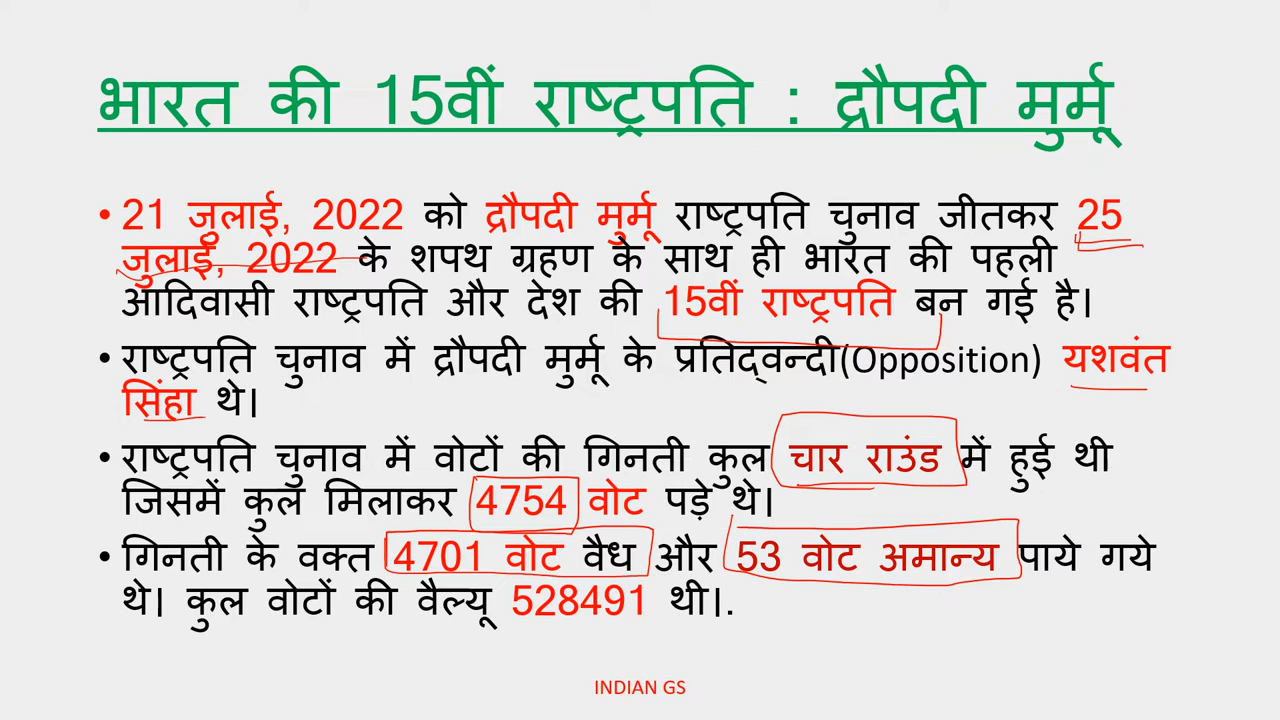 भारत की 15वीं राष्ट्रपति : द्रौपदी मुर्मू
• 21 जुलाई, 2022 को द्रौपदी मुर्मू राष्ट्रपति चुनाव जीतकर 25
जुलाई, 2022 के शपथ ग्रहण के साथ ही भारत की पहली
आदिवासी राष्ट्रपति और देश की 15वीं राष्ट्रपति बन गई है।
• राष्ट्रपति चुनाव में द्रौपदी मुर्मू के प्रतिद्वन्दी(Opposition) यशवंत
सिंहा थे।
• राष्ट्रपति चुनाव में वोटों की गिनती कुल चार राउंड में हुई थी
जिसमें कुल मिलाकर 4754 वोट पड़े थे।
• गिनती के वक्त 4701 वोट वैध और 53 वोट अमान्य पाये गये
थे। कुल वोटों की वैल्यू 528491 थी।.
INDIAN GS